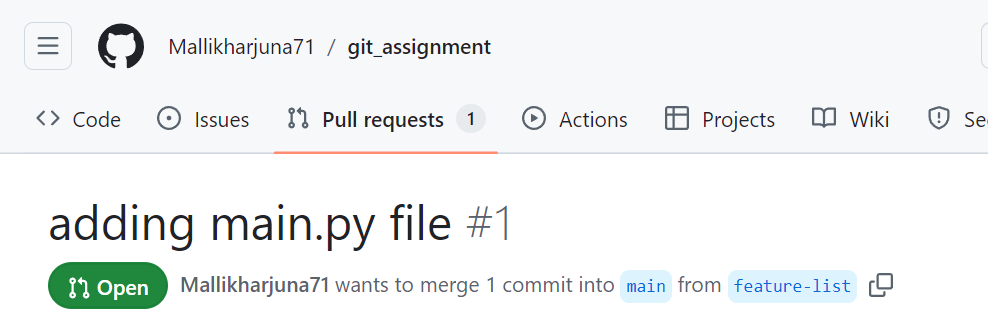 Mallikharjuna71 / git_assignment
Code Issues Pull requests 1 Actions Projects Wiki
adding main.py file #1
Open Mallikharjuna71 wants to merge 1 commit into main from feature-list